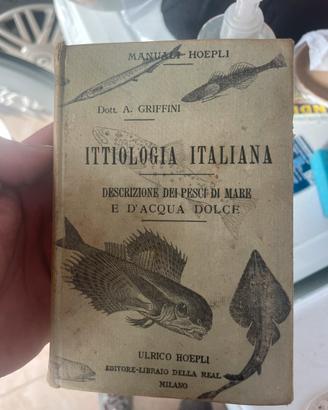 MANUALI HOEPLI
Dott. A. GRIFFINI
ITTIOLOGIA ITALIANA
DESCRIZIONE DEI PESCI DI MARE
E D'ACQUA DOLCE
ULRICO HOEPLI
EDITORE-LIBRAIO DELLA REAL
MILANO